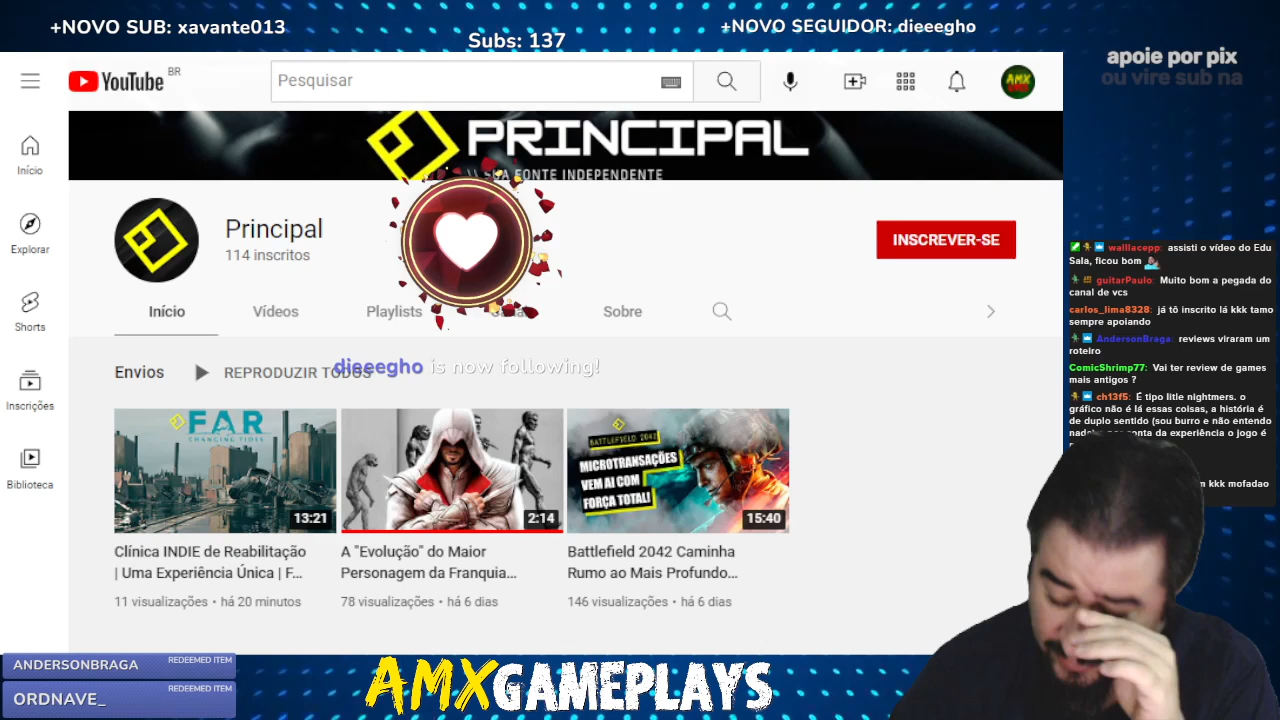 +NOVO SUB: xavante013
Subs: 137
+NOVO SEGUIDOR: dieeegho
apoie por pix
ou vire sub na
YouTube BR
Pesquisar
AMX
PRINCIPAL
FONTE INDEPENDENTE
Principal
114 inscritos
INSCREVER-SE
Início
Explorar
Shorts
Inscrições
Biblioteca
Início
Vídeos
Playlists
Sobre
Envios
REPRODUZIR TODOS
dieeegho is now following!
FAR
CHANGING TIDES
13:21
2:14
BATTLEFIELD 2042
MICROTRANSAÇÕES
VEM AI COM
FORÇA TOTAL!
15:40
Clínica INDIE de Reabilitação
| Uma Experiência Única | F...
11 visualizações • há 20 minutos
A "Evolução" do Maior
Personagem da Franquia...
78 visualizações • há 6 dias
Battlefield 2042 Caminha
Rumo ao Mais Profundo...
146 visualizações • há 6 dias
walllacepp: assisti o vídeo do Edu
Sala, ficou bom
guitarPaulo: Muito bom a pegada do
canal de vcs
carlos_lima8328: já tô inscrito lá kkk tamo
sempre apoiando
AndersonBraga: reviews viraram um
roteiro
ComicShrimp77: Vai ter review de games
mais antigos ?
ch13f5: É tipo litle nightmers. o
gráfico não é lá essas coisas, a história é
de duplo sentido (sou burro e não entendo
conta da experiência o jogo é
kkk mofadao
ANDERSONBRAGA
REDEEMED ITEM
ORDNAVE_
REDEEMED ITEM
AMXGAMEPLAYS